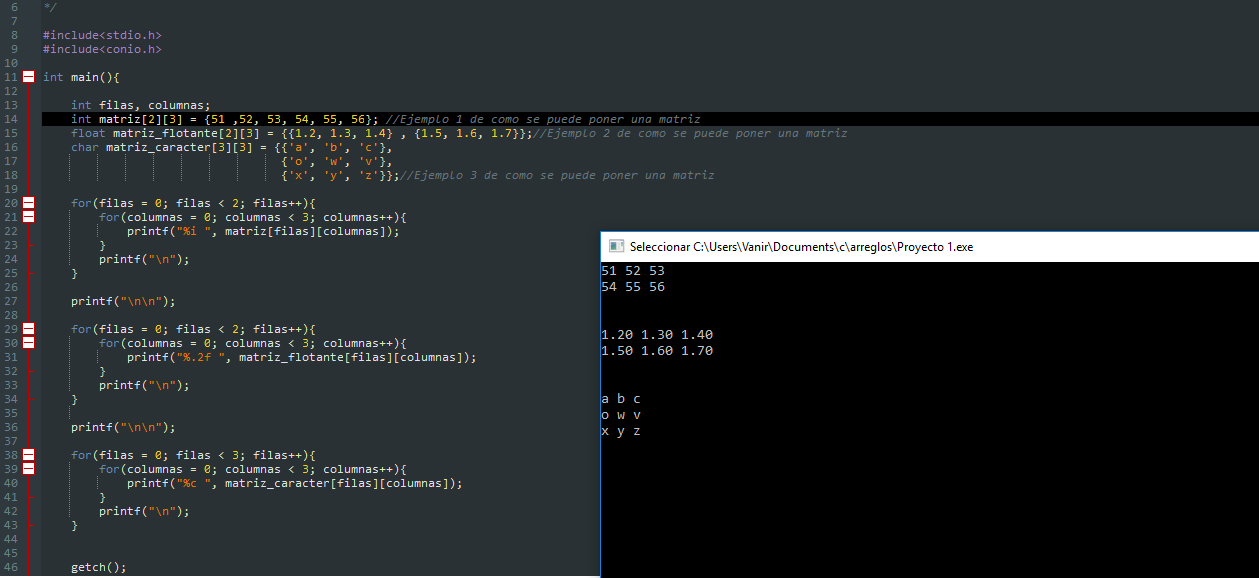 6 */
7
8 #include<stdio.h>
9 #include<conio.h>
10
11 int main(){
12
13 int filas, columnas;
14 int matriz[2][3] = {51 ,52, 53, 54, 55, 56}; //Ejemplo 1 de como se puede poner una matriz
15 float matriz_flotante[2][3] = {{1.2, 1.3, 1.4} , {1.5, 1.6, 1.7}};//Ejemplo 2 de como se puede poner una matriz
16 char matriz_caracter[3][3] = {{'a', 'b', 'c'},
17 {'o', 'w', 'v'},
18 {'x', 'y', 'z'}};//Ejemplo 3 de como se puede poner una matriz
19
20 for(filas = 0; filas < 2; filas++){
21 for(columnas = 0; columnas < 3; columnas++){
22 printf("%i ", matriz[filas][columnas]);
23 }
24 printf("\n");
25 }
26
27 printf("\n\n");
28
29 for(filas = 0; filas < 2; filas++){
30 for(columnas = 0; columnas < 3; columnas++){
31 printf("%.2f ", matriz_flotante[filas][columnas]);
32 }
33 printf("\n");
34 }
35
36 printf("\n\n");
37
38 for(filas = 0; filas < 3; filas++){
39 for(columnas = 0; columnas < 3; columnas++){
40 printf("%c ", matriz_caracter[filas][columnas]);
41 }
42 printf("\n");
43 }
44
45
46 getch();
Seleccionar C:\Users\Vanir\Documents\c\arreglos\Proyecto 1.exe
51 52 53
54 55 56
1.20 1.30 1.40
1.50 1.60 1.70
a b c
o w v
x y z